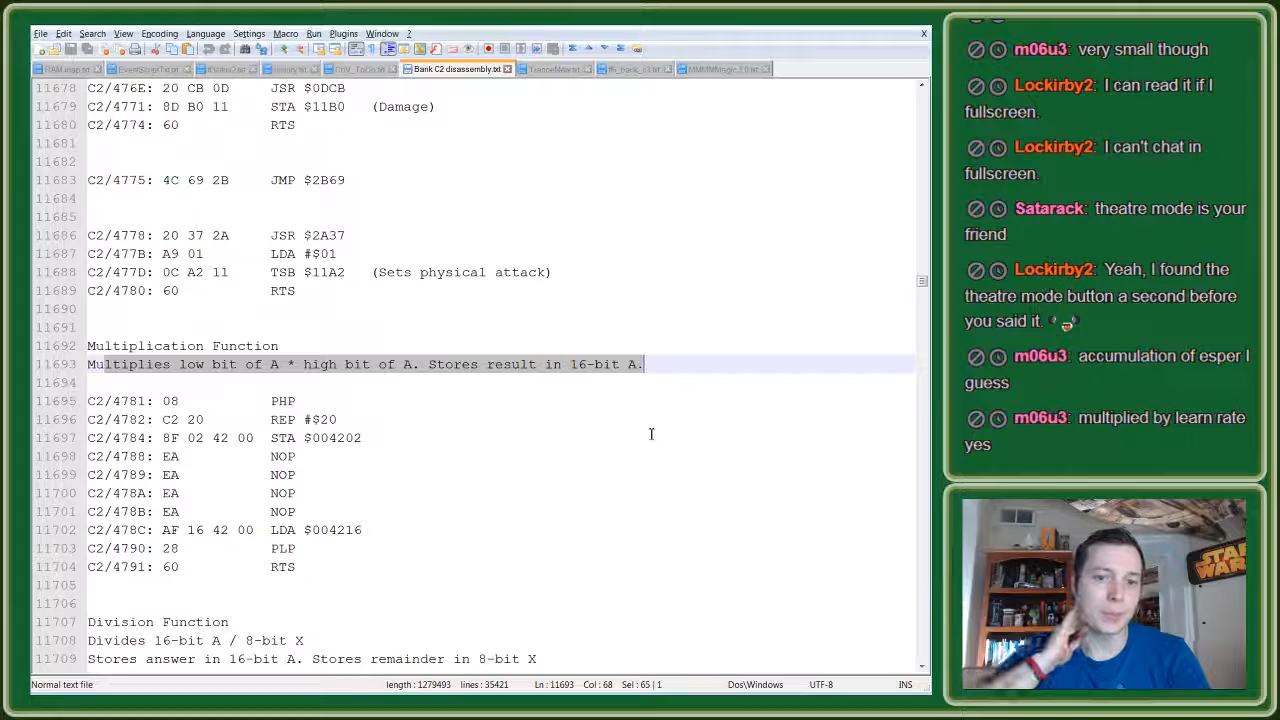 File Edit Search View Encoding Language Settings Macro Run Plugins Window ? X
RAM map.txt Bank C2 disassembly.txt
11678 C2/476E: 20 CB 0D JSR $0DCB
11679 C2/4771: 8D B0 11 STA $11B0 (Damage)
11680 C2/4774: 60 RTS
11681
11682
11683 C2/4775: 4C 69 2B JMP $2B69
11684
11685
11686 C2/4778: 20 37 2A JSR $2A37
11687 C2/477B: A9 01 LDA #$01
11688 C2/477D: 0C A2 11 TSB $11A2 (Sets physical attack)
11689 C2/4780: 60 RTS
11690
11691
11692 Multiplication Function
11693 Multiplies low bit of A * high bit of A. Stores result in 16-bit A.
11694
11695 C2/4781: 08 PHP
11696 C2/4782: C2 20 REP #$20
11697 C2/4784: 8F 02 42 00 STA $004202
11698 C2/4788: EA NOP
11699 C2/4789: EA NOP
11700 C2/478A: EA NOP
11701 C2/478B: EA NOP
11702 C2/478C: AF 16 42 00 LDA $004216
11703 C2/4790: 28 PLP
11704 C2/4791: 60 RTS
11705
11706
11707 Division Function
11708 Divides 16-bit A / 8-bit X
11709 Stores answer in 16-bit A. Stores remainder in 8-bit X
Normal text file length : 1279493 lines : 35421 Ln : 11693 Col : 68 Sel : 65 | 1 Dos\Windows UTF-8 INS
m06u3: very small though
Lockirby2: I can read it if I
fullscreen.
Lockirby2: I can't chat in
fullscreen.
Satarack: theatre mode is your
friend
Lockirby2: Yeah, I found the
theatre mode button a second before
you said it.
m06u3: accumulation of esper I
guess
m06u3: multiplied by learn rate
yes
STAR
WARS